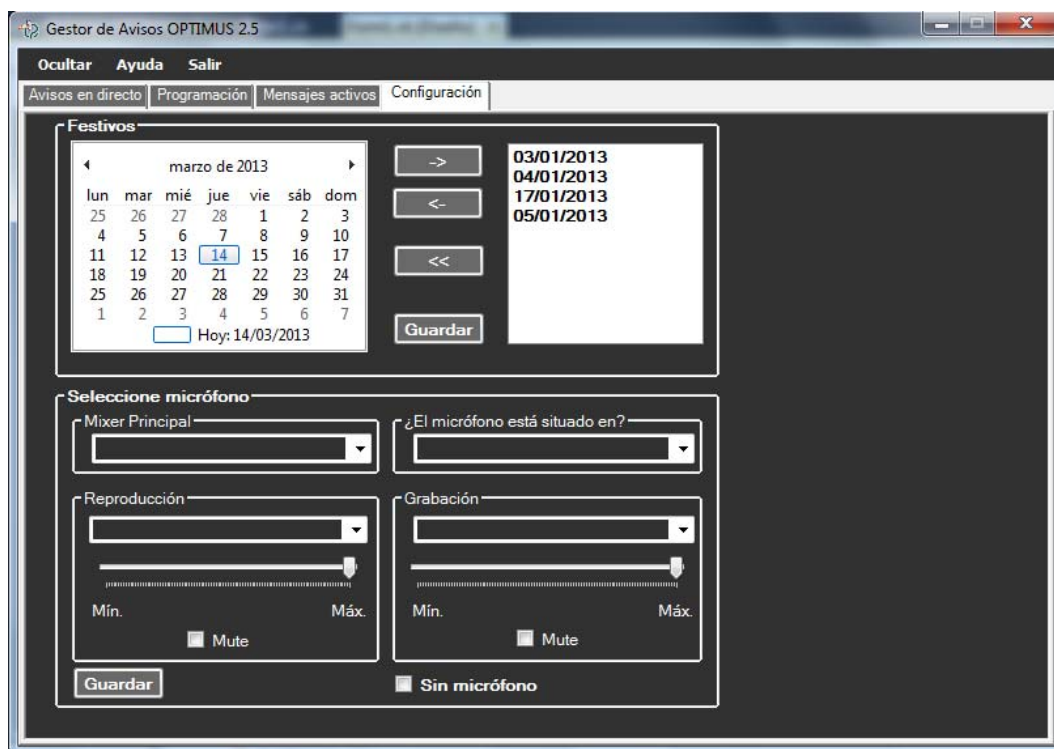 Gestor de Avisos OPTIMUS 2.5
Ocultar Ayuda Salir
Avisos en directo Programación Mensajes activos Configuración
Festivos
marzo de 2013
lun mar mié jue vie sáb dom
25 26 27 28 1 2 3
4 5 6 7 8 9 10
11 12 13 14 15 16 17
18 19 20 21 22 23 24
25 26 27 28 29 30 31
1 2 3 4 5 6 7
Hoy: 14/03/2013
->
<-
<<
Guardar
03/01/2013
04/01/2013
17/01/2013
05/01/2013
Seleccione micrófono
Mixer Principal
¿El micrófono está situado en?
Reproducción
Mín. Máx.
Mute
Grabación
Mín. Máx.
Mute
Guardar
Sin micrófono